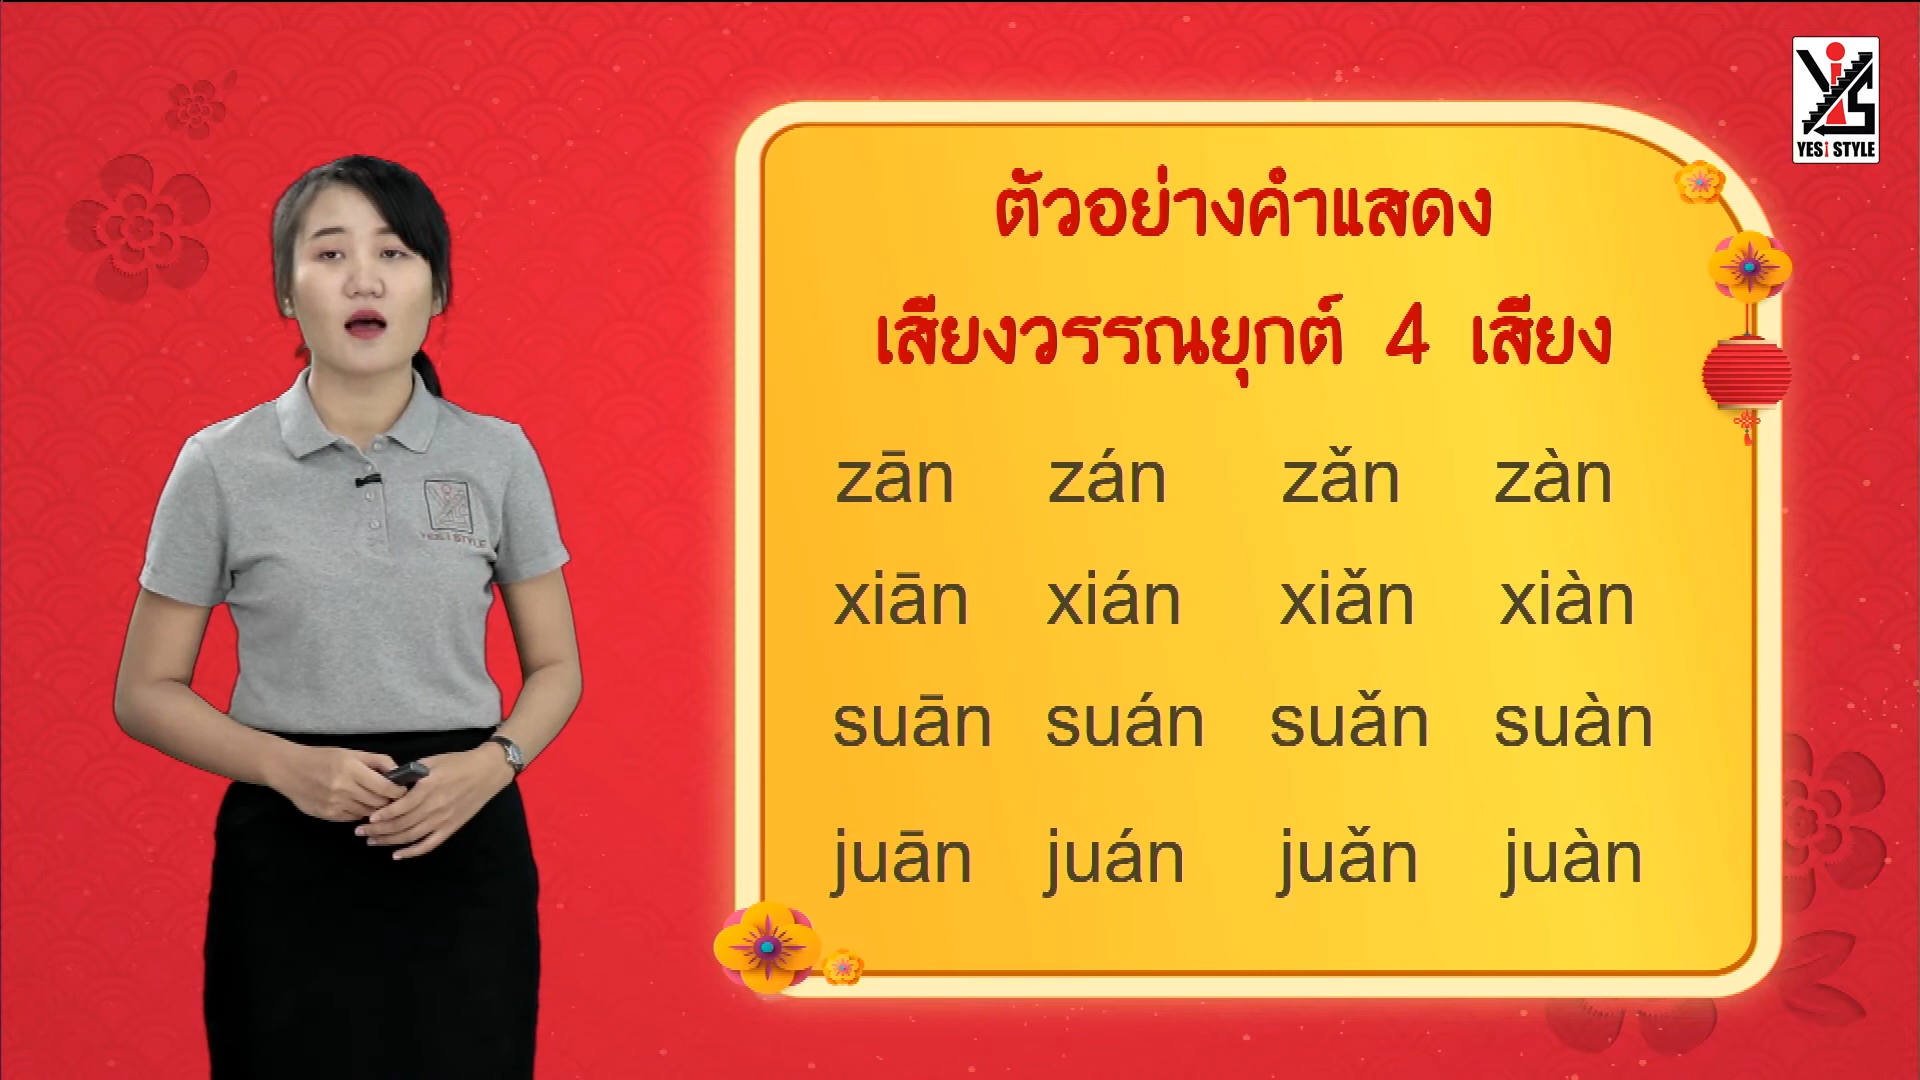 YES i STYLE
ตัวอย่างคำแสดง
เสียงวรรณยุกต์ 4 เสียง
zān zán zǎn zàn
xiān xián xiǎn xiàn
suān suán suǎn suàn
juān juán juǎn juàn
YES i STYLE